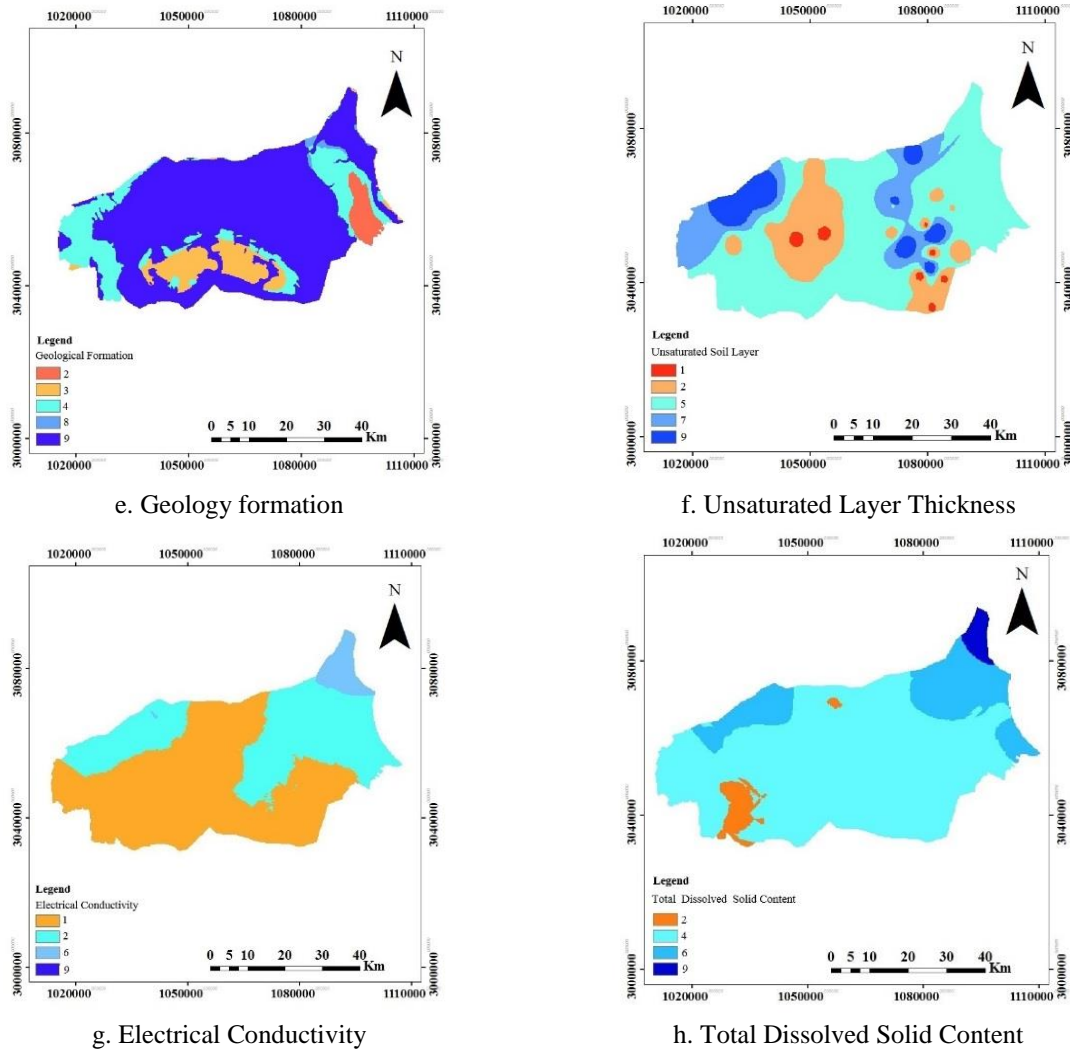 1020000 1050000 1080000 1110000
N
3080000
3080000
3040000
3040000
3000000
3000000
Legend
Geological Formation
2
3
4
8
9
0 5 10 20 30 40
Km
1020000 1050000 1080000 1110000
e. Geology formation
1020000 1050000 1080000 1110000
N
3080000
3080000
3040000
3040000
3000000
3000000
Legend
Unsaturated Soil Layer
1
2
5
7
9
0 5 10 20 30 40
Km
1020000 1050000 1080000 1110000
f. Unsaturated Layer Thickness
1020000 1050000 1080000 1110000
N
3080000
3080000
3040000
3040000
3000000
3000000
Legend
Electrical Conductivity
1
2
6
9
0 5 10 20 30 40
Km
1020000 1050000 1080000 1110000
g. Electrical Conductivity
1020000 1050000 1080000 1110000
N
3080000
3080000
3040000
3040000
3000000
3000000
Legend
Total Dissolved Solid Content
2
4
6
9
0 5 10 20 30 40
Km
1020000 1050000 1080000 1110000
h. Total Dissolved Solid Content